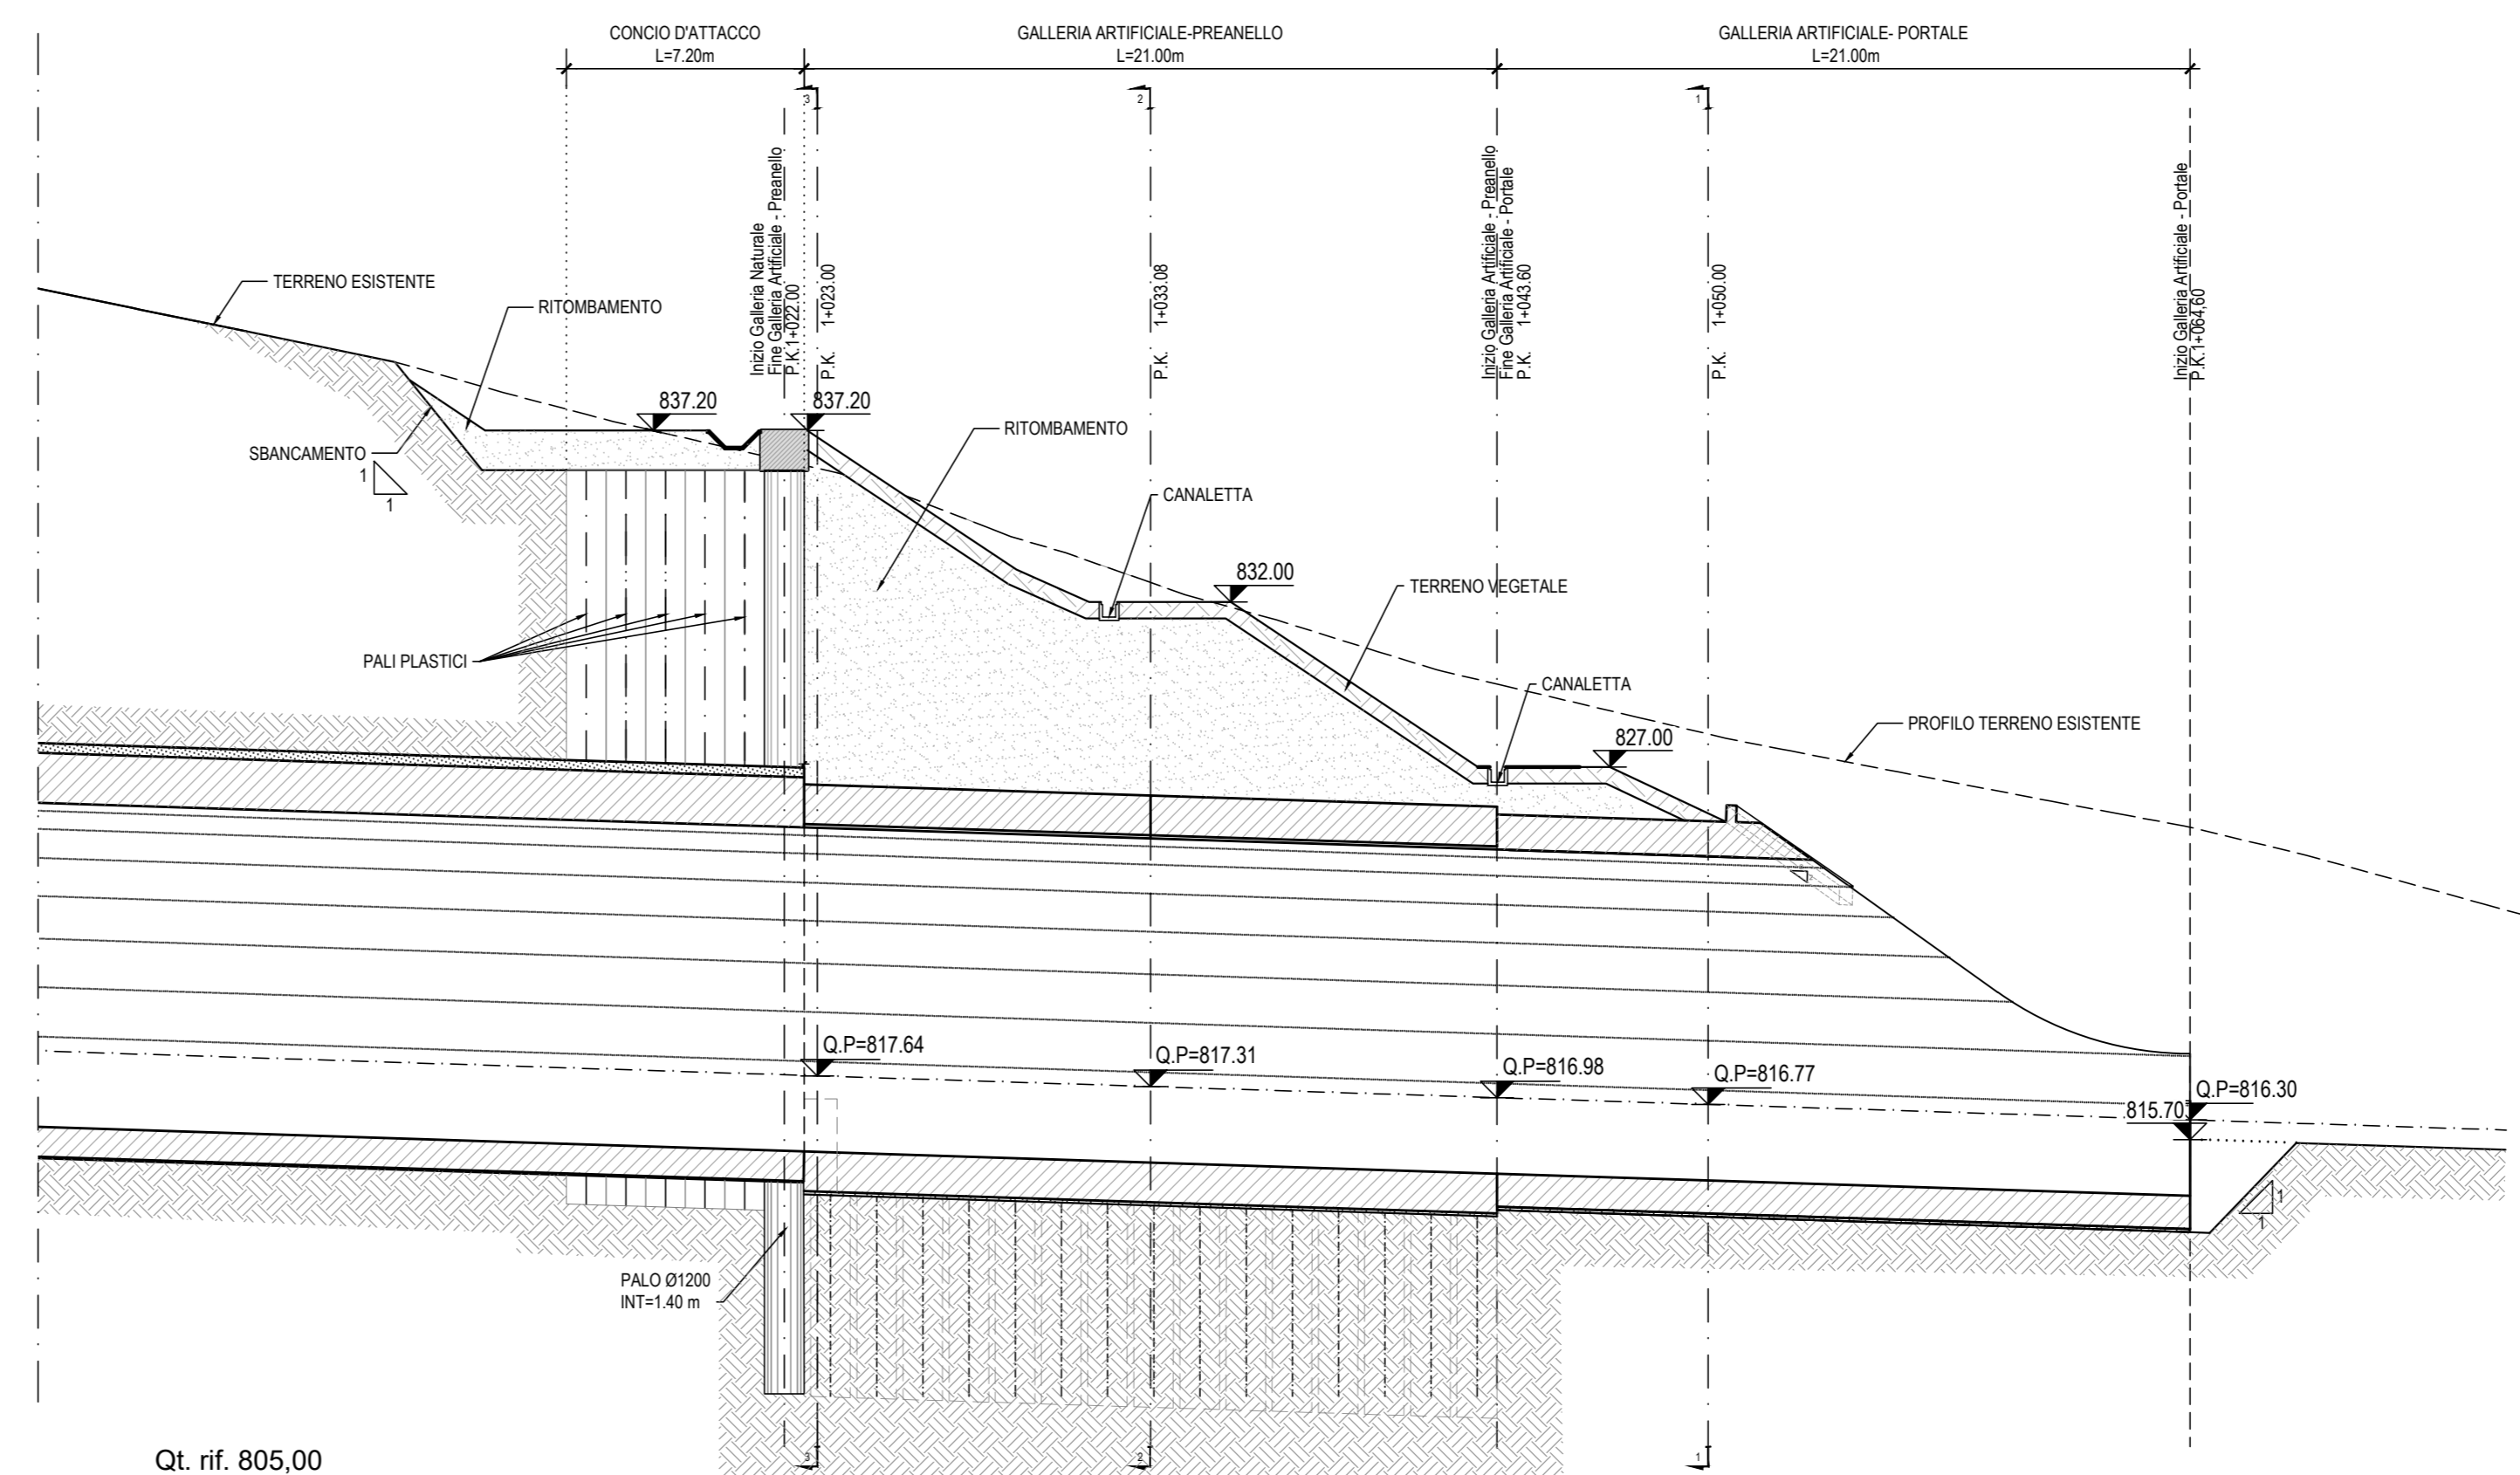 CONCIO D'ATTACCO
L=7.20m
GALLERIA ARTIFICIALE-PREANELLO
L=21.00m
GALLERIA ARTIFICIALE- PORTALE
L=21.00m
3
2
1
Inizio Galleria Naturale
Fine Galleria Artificiale - Preanello
P.K.1+022.00
P.K. 1+023.00
P.K. 1+033.08
Inizio Galleria Artificiale - Preanello
Fine Galleria Artificiale - Portale
P.K. 1+043.60
P.K. 1+050.00
Inizio Galleria Artificiale - Portale
P.K.1+064,60
TERRENO ESISTENTE
RITOMBAMENTO
837.20
837.20
RITOMBAMENTO
SBANCAMENTO
1
1
CANALETTA
832.00
TERRENO VEGETALE
PALI PLASTICI
CANALETTA
PROFILO TERRENO ESISTENTE
827.00
Q.P=817.64
Q.P=817.31
Q.P=816.98
Q.P=816.77
Q.P=816.30
815.70
1
1
PALO Ø1200
INT=1.40 m
3
2
1
Qt. rif. 805,00